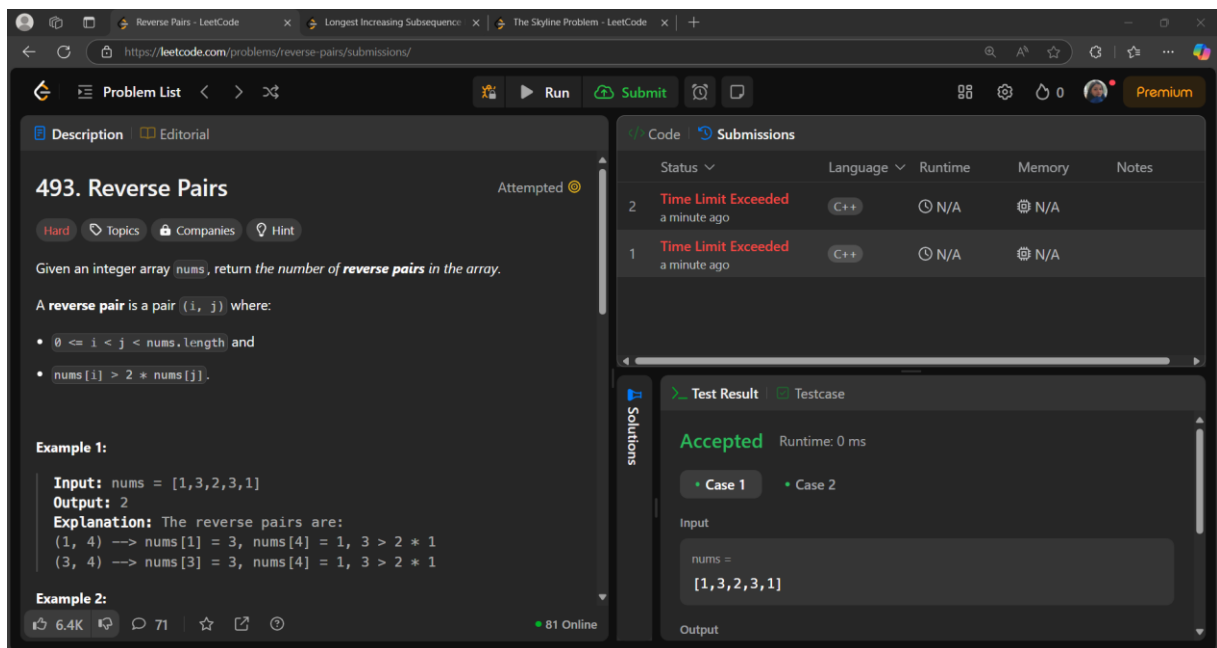 Reverse Pairs - LeetCode
Longest Increasing Subsequence
The Skyline Problem - LeetCode
https://leetcode.com/problems/reverse-pairs/submissions/
Problem List
Run
Submit
0
Premium
Description
Editorial
493. Reverse Pairs
Attempted
Hard
Topics
Companies
Hint
Given an integer array nums, return the number of reverse pairs in the array.
A reverse pair is a pair (i, j) where:
• 0 <= i < j < nums.length and
• nums[i] > 2 * nums[j].
Example 1:
Input: nums = [1,3,2,3,1]
Output: 2
Explanation: The reverse pairs are:
(1, 4) --> nums[1] = 3, nums[4] = 1, 3 > 2 * 1
(3, 4) --> nums[3] = 3, nums[4] = 1, 3 > 2 * 1
Example 2:
6.4K
71
81 Online
Code
Submissions
Status
Language
Runtime
Memory
Notes
2
Time Limit Exceeded
a minute ago
C++
N/A
N/A
1
Time Limit Exceeded
a minute ago
C++
N/A
N/A
Solutions
Test Result
Testcase
Accepted
Runtime: 0 ms
• Case 1
• Case 2
Input
nums =
[1,3,2,3,1]
Output